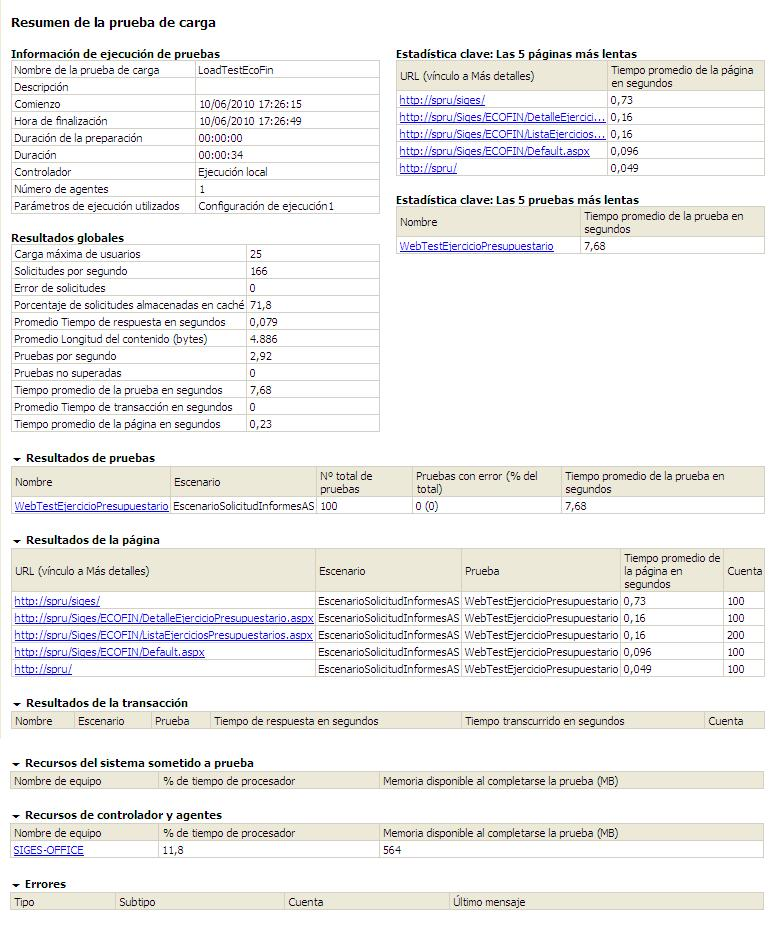 Resumen de la prueba de carga
Información de ejecución de pruebas
Nombre de la prueba de carga LoadTestEcoFin
Descripción
Comienzo 10/06/2010 17:26:15
Hora de finalización 10/06/2010 17:26:49
Duración de la preparación 00:00:00
Duración 00:00:34
Controlador Ejecución local
Número de agentes 1
Parámetros de ejecución utilizados Configuración de ejecución1
Resultados globales
Carga máxima de usuarios 25
Solicitudes por segundo 166
Error de solicitudes 0
Porcentaje de solicitudes almacenadas en caché 71,8
Promedio Tiempo de respuesta en segundos 0,079
Promedio Longitud del contenido (bytes) 4.886
Pruebas por segundo 2,92
Pruebas no superadas 0
Tiempo promedio de la prueba en segundos 7,68
Promedio Tiempo de transacción en segundos 0
Tiempo promedio de la página en segundos 0,23
Estadística clave: Las 5 páginas más lentas
URL (vínculo a Más detalles) Tiempo promedio de la página
en segundos
http://spru/siges/ 0,73
http://spru/Siges/ECOFIN/DetalleEjercici... 0,16
http://spru/Siges/ECOFIN/ListaEjercicios... 0,16
http://spru/Siges/ECOFIN/Default.aspx 0,096
http://spru/ 0,049
Estadística clave: Las 5 pruebas más lentas
Nombre Tiempo promedio de la prueba en
segundos
WebTestEjercicioPresupuestario 7,68
Resultados de pruebas
Nombre Escenario Nº total de
pruebas Pruebas con error (% del
total) Tiempo promedio de la prueba en
segundos
WebTestEjercicioPresupuestario EscenarioSolicitudInformesAS 100 0 (0) 7,68
Resultados de la página
URL (vínculo a Más detalles) Escenario Prueba Tiempo promedio de
la página en
segundos Cuenta
http://spru/siges/ EscenarioSolicitudInformesAS WebTestEjercicioPresupuestario 0,73 100
http://spru/Siges/ECOFIN/DetalleEjercicioPresupuestario.aspx EscenarioSolicitudInformesAS WebTestEjercicioPresupuestario 0,16 100
http://spru/Siges/ECOFIN/ListaEjerciciosPresupuestarios.aspx EscenarioSolicitudInformesAS WebTestEjercicioPresupuestario 0,16 200
http://spru/Siges/ECOFIN/Default.aspx EscenarioSolicitudInformesAS WebTestEjercicioPresupuestario 0,096 100
http://spru/ EscenarioSolicitudInformesAS WebTestEjercicioPresupuestario 0,049 100
Resultados de la transacción
Nombre Escenario Prueba Tiempo de respuesta en segundos Tiempo transcurrido en segundos Cuenta
Recursos del sistema sometido a prueba
Nombre de equipo % de tiempo de procesador Memoria disponible al completarse la prueba (MB)
Recursos de controlador y agentes
Nombre de equipo % de tiempo de procesador Memoria disponible al completarse la prueba (MB)
SIGES-OFFICE 11,8 564
Errores
Tipo Subtipo Cuenta Último mensaje